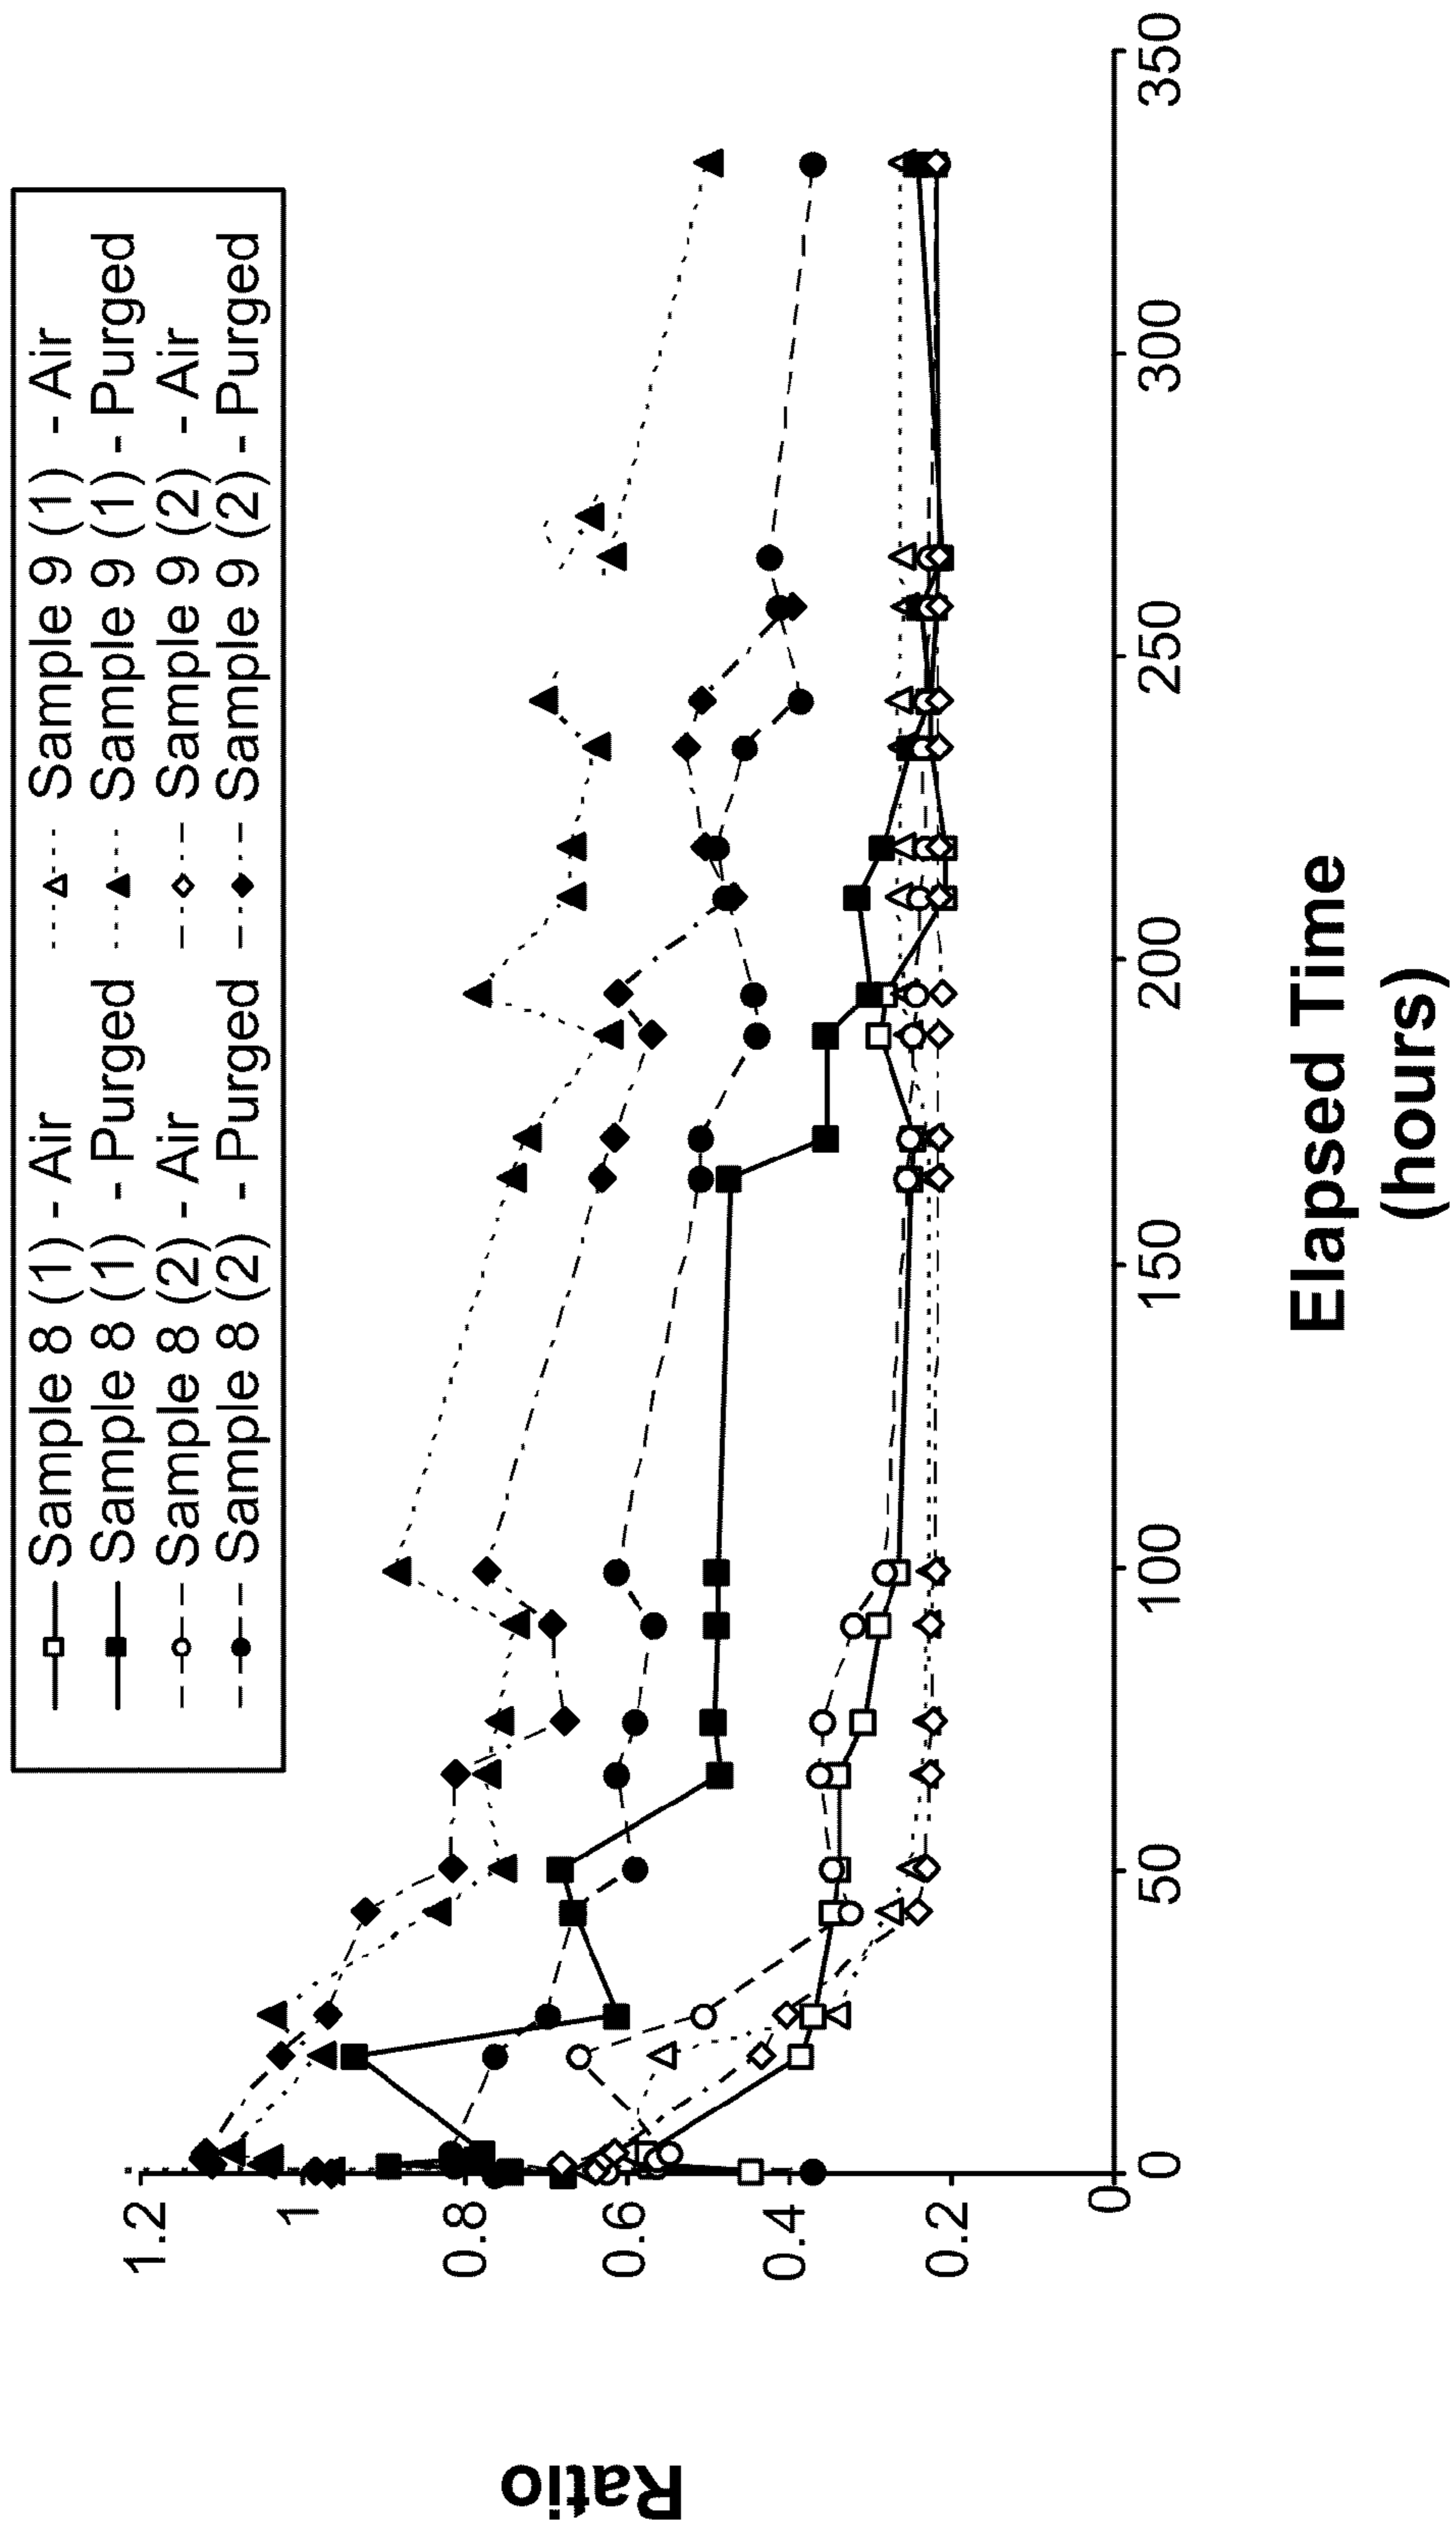 Sample 8 (1) - Air
Sample 9 (1) - Air
Sample 8 (1) - Purged
Sample 9 (1) - Purged
Sample 8 (2) - Air
Sample 9 (2) - Air
Sample 8 (2) - Purged
Sample 9 (2) - Purged
Ratio
1.2
1
0.8
0.6
0.4
0.2
0
0
50
100
150
200
250
300
350
Elapsed Time
(hours)